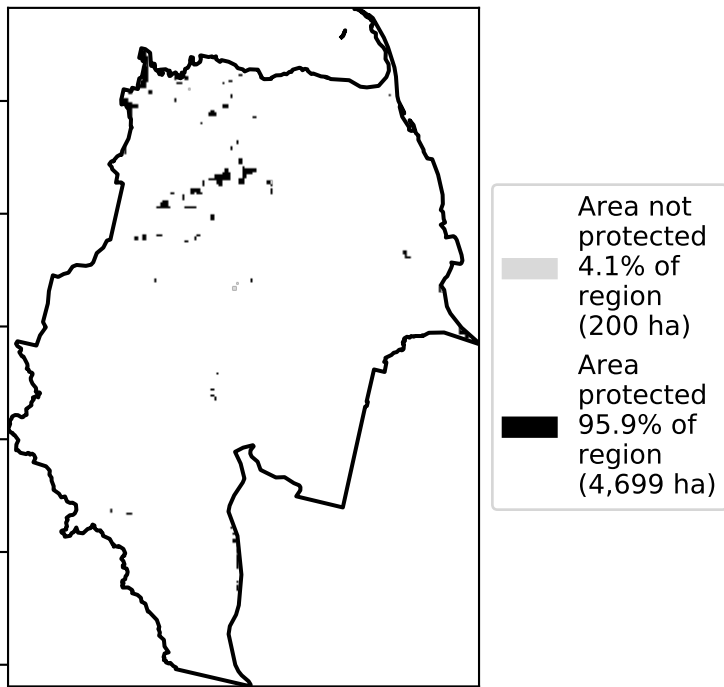 Area not
protected
4.1% of
region
(200 ha)
Area
protected
95.9% of
region
(4,699 ha)